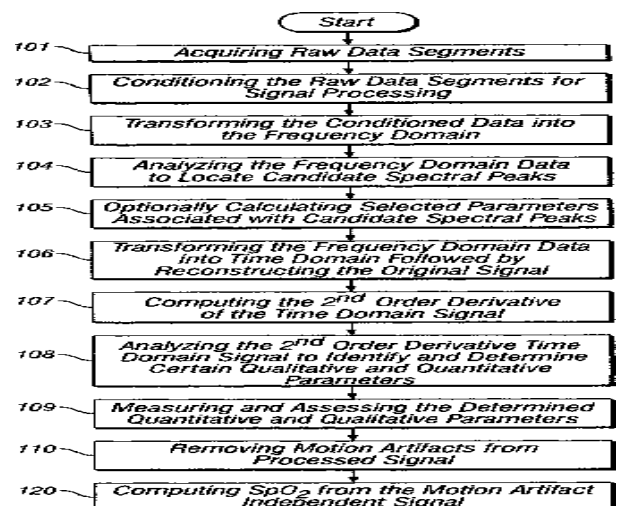 Start
101
Acquiring Raw Data Segments
102
Conditioning the Raw Data Segments for
Signal Processing
103
Transforming the Conditioned Data into
the Frequency Domain
104
Analyzing the Frequency Domain Data
to Locate Candidate Spectral Peaks
105
Optionally Calculating Selected Parameters
Associated with Candidate Spectral Peaks
106
Transforming the Frequency Domain Data
into Time Domain Followed by
Reconstructing the Original Signal
107
Computing the 2nd Order Derivative
of the Time Domain Signal
108
Analyzing the 2nd Order Derivative Time
Domain Signal to Identify and Determine
Certain Qualitative and Quantitative
Parameters
109
Measuring and Assessing the Determined
Quantitative and Qualitative Parameters
110
Removing Motion Artifacts from
Processed Signal
120
Computing SpO2 from the Motion Artifact
Independent Signal